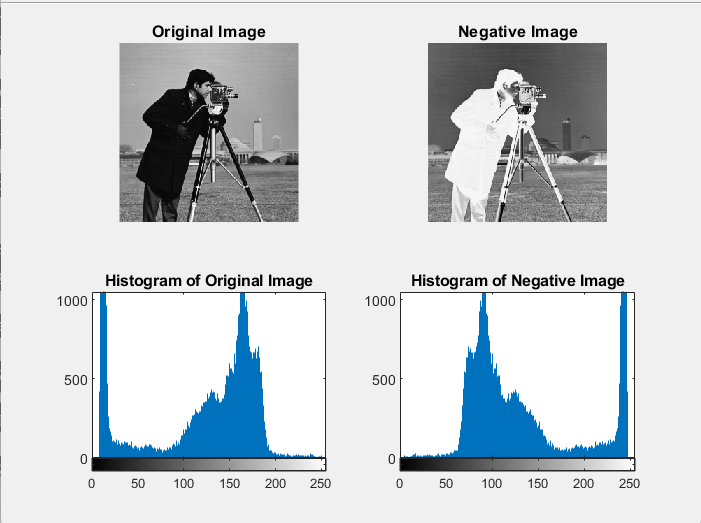 Original Image
Negative Image
Histogram of Original Image
Histogram of Negative Image
1000
500
0
0 50 100 150 200 250
1000
500
0
0 50 100 150 200 250